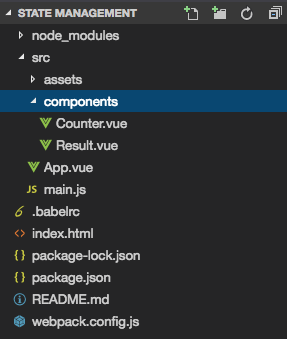 STATE MANAGEMENT
node_modules
src
assets
components
Counter.vue
Result.vue
App.vue
JS main.js
.babelrc
index.html
package-lock.json
package.json
README.md
webpack.config.js